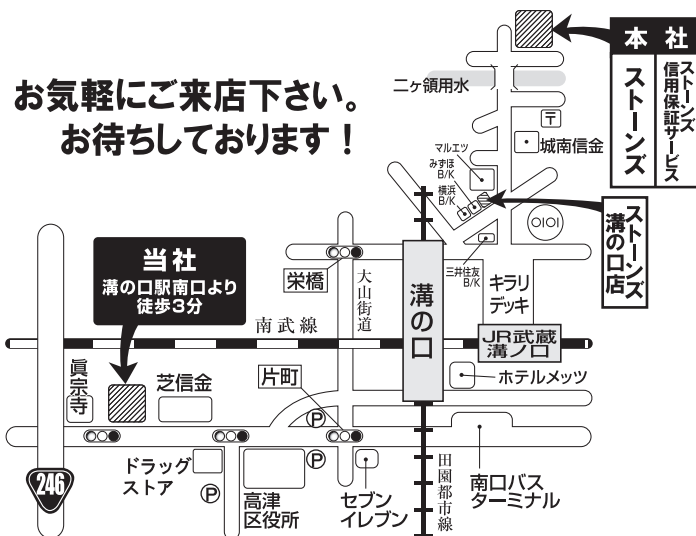 お気軽にご来店下さい。
お待ちしております！
本社
ストーンズ
ストーンズ
信用保証サービス
二ヶ領用水
〒
城南信金
マルエツ
みずほ
B/K
横浜
B/K
OIOI
ストーンズ
溝の口店
三井住友
B/K
当社
溝の口駅南口より
徒歩3分
栄橋
大山街道
溝の口
キラリ
デッキ
南武線
JR武蔵
溝ノ口
眞宗寺
芝信金
片町
ホテルメッツ
P
P
P
246
ドラッグ
ストア
高津
区役所
セブン
イレブン
田園都市線
南口バス
ターミナル